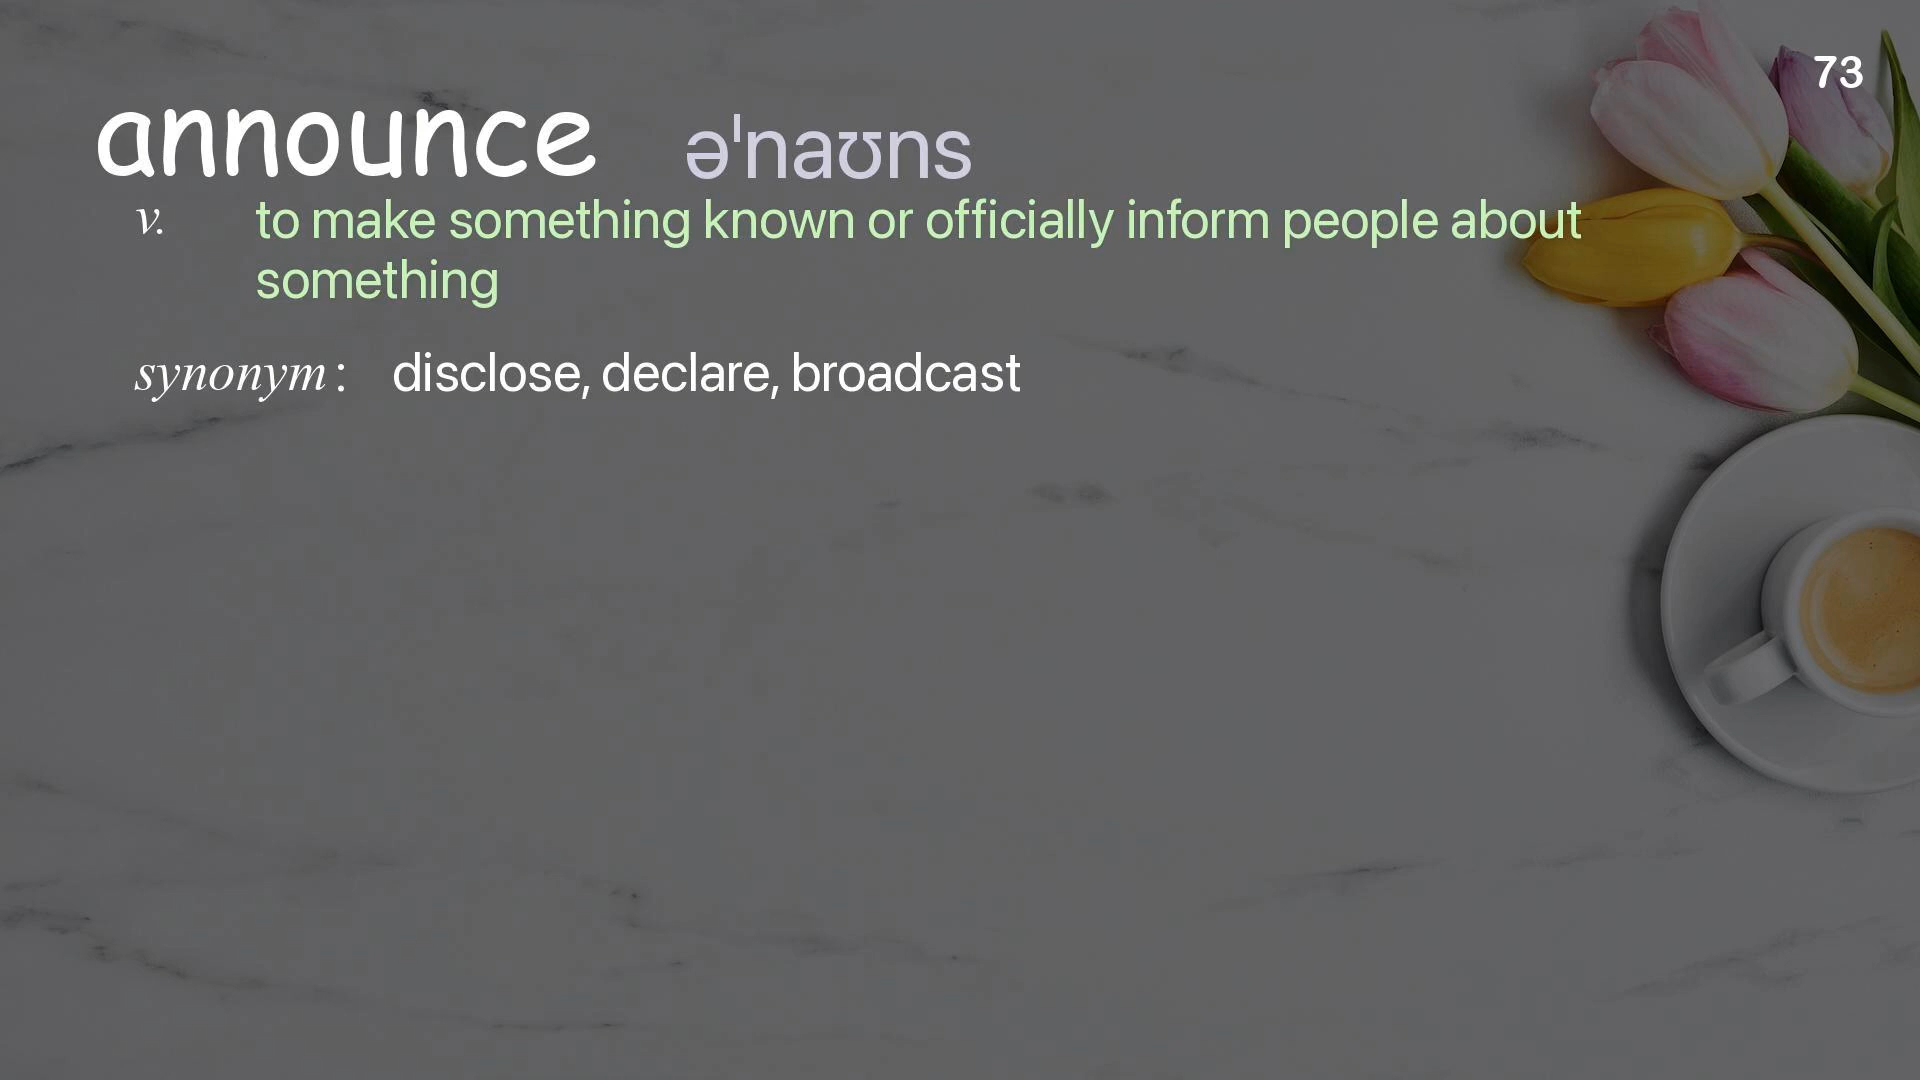 73
announce əˈnaʊns
v. to make something known or officially inform people about
something
synonym : disclose, declare, broadcast